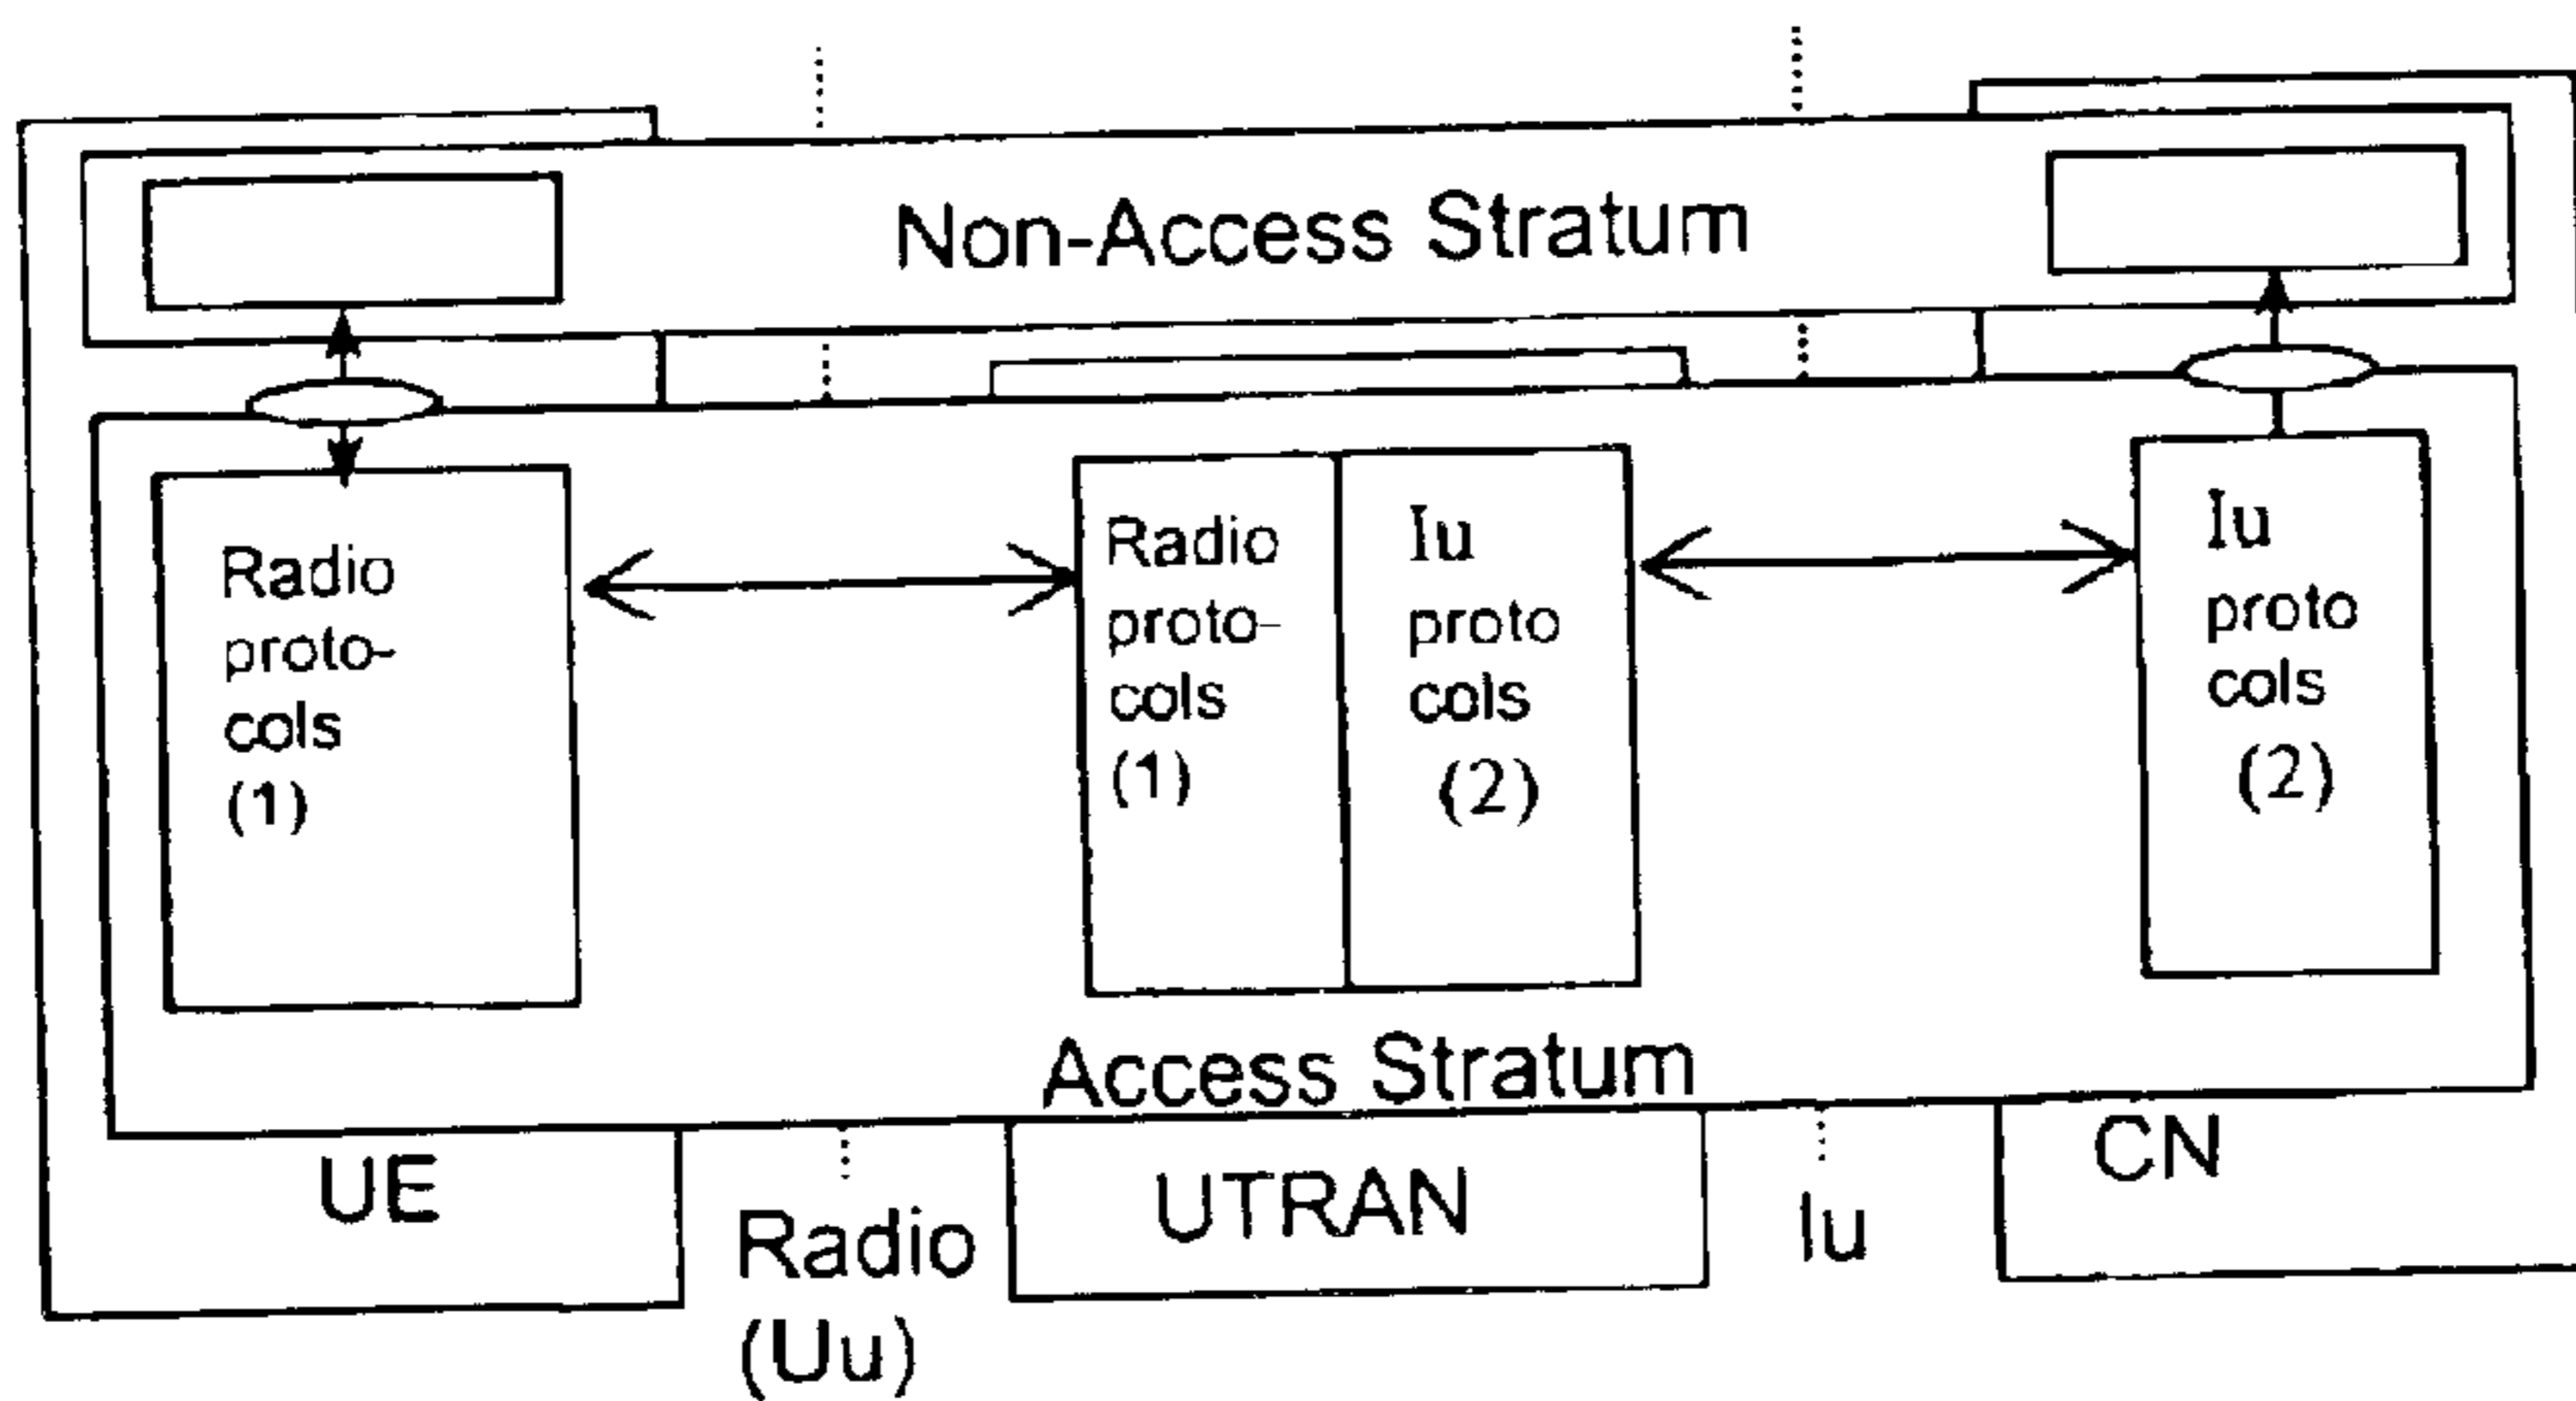 Non-Access Stratum
Radio
proto-
cols
(1)
Radio
proto-
cols
(1)
Iu
proto
cols
(2)
Iu
proto
cols
(2)
Access Stratum
UE
Radio
(Uu)
UTRAN
Iu
CN